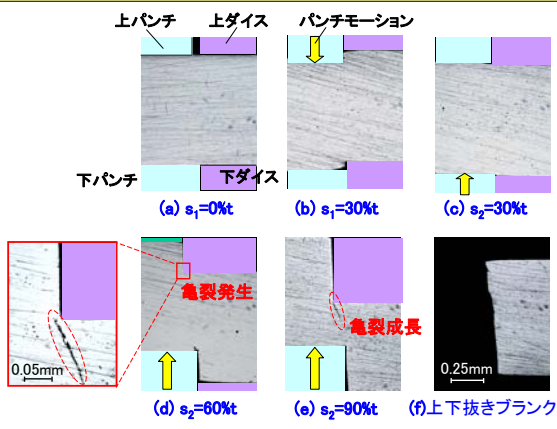 上パンチ 上ダイス パンチモーション
下パンチ 下ダイス
(a) s₁=0%t (b) s₁=30%t (c) s₂=30%t
亀裂発生
亀裂成長
0.05mm 0.25mm
(d) s₂=60%t (e) s₂=90%t (f)上下抜きブランク